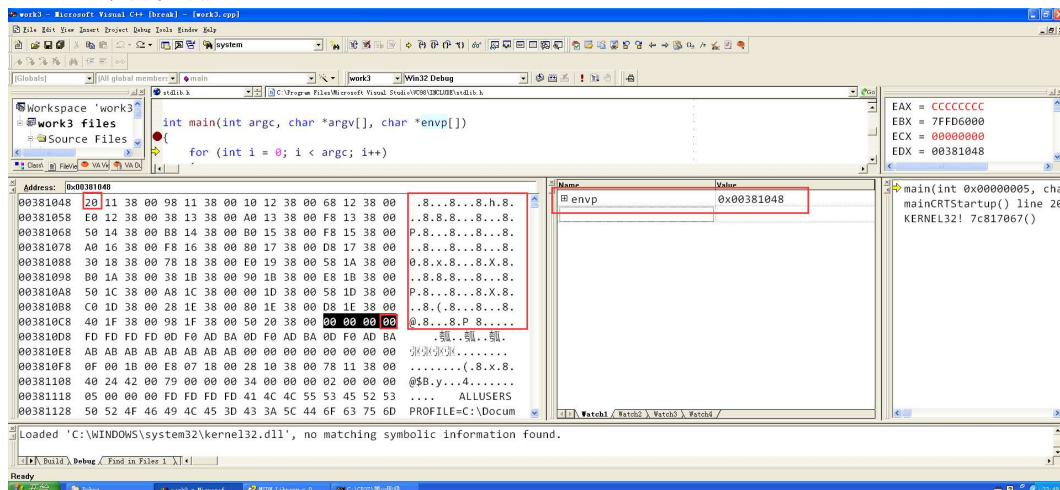 work3 - Microsoft Visual C++ [break] - [work3.cpp]
File Edit View Insert Project Debug Tools Window Help
system
[Globals] [All global members] main work3 Win32 Debug
stdlib.h C:\Program Files\Microsoft Visual Studio\VC98\INCLUDE\stdlib.h Go
Workspace 'work3'
work3 files
Source Files
ClassV FileVie VA Vi VA Ou
int main(int argc, char *argv[], char *envp[])
{
for (int i = 0; i < argc; i++)
EAX = CCCCCCCC
EBX = 7FFD6000
ECX = 00000000
EDX = 00381048
Address: 0x00381048
00381048 20 11 38 00 98 11 38 00 10 12 38 00 68 12 38 00 .8...8...8.h.8.
00381058 E0 12 38 00 38 13 38 00 A0 13 38 00 F8 13 38 00 ..8.8.8...8...8.
00381068 50 14 38 00 B8 14 38 00 B0 15 38 00 F8 15 38 00 P.8...8...8...8.
00381078 A0 16 38 00 F8 16 38 00 80 17 38 00 D8 17 38 00 ..8...8...8...8.
00381088 30 18 38 00 78 18 38 00 E0 19 38 00 58 1A 38 00 0.8.x.8...8.X.8.
00381098 B0 1A 38 00 38 1B 38 00 90 1B 38 00 E8 1B 38 00 ..8.8.8...8...8.
003810A8 50 1C 38 00 A8 1C 38 00 00 1D 38 00 58 1D 38 00 P.8...8...8.X.8.
003810B8 C0 1D 38 00 28 1E 38 00 80 1E 38 00 D8 1E 38 00 ..8.(.8...8...8.
003810C8 40 1F 38 00 98 1F 38 00 50 20 38 00 00 00 00 00 @.8...8.P 8.....
003810D8 FD FD FD FD 0D F0 AD BA 0D F0 AD BA 0D F0 AD BA
003810E8 AB AB AB AB AB AB AB AB 00 00 00 00 00 00 00 00
003810F8 0F 00 1B 00 E8 07 18 00 28 10 38 00 78 11 38 00 ........(.8.x.8.
00381108 40 24 42 00 79 00 00 00 34 00 00 00 02 00 00 00 @$B.y...4.......
00381118 05 00 00 00 FD FD FD FD 41 4C 4C 55 53 45 52 53 .... ALLUSERS
00381128 50 52 4F 46 49 4C 45 3D 43 3A 5C 44 6F 63 75 6D PROFILE=C:\Docum
Name Value
envp 0x00381048
Watch1 Watch2 Watch3 Watch4
main(int 0x00000005, cha
mainCRTStartup() line 20
KERNEL32! 7c817067()
Loaded 'C:\WINDOWS\system32\kernel32.dll', no matching symbolic information found.
Build Debug Find in Files 1
Ready